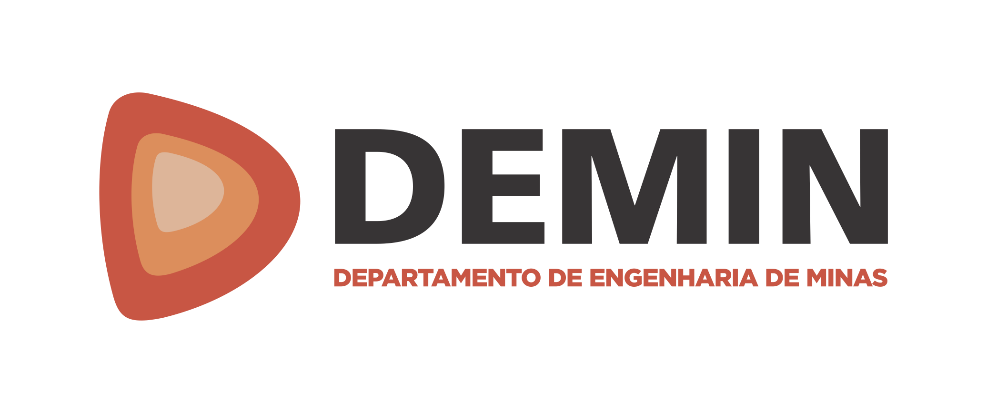 DEMIN
DEPARTAMENTO DE ENGENHARIA DE MINAS